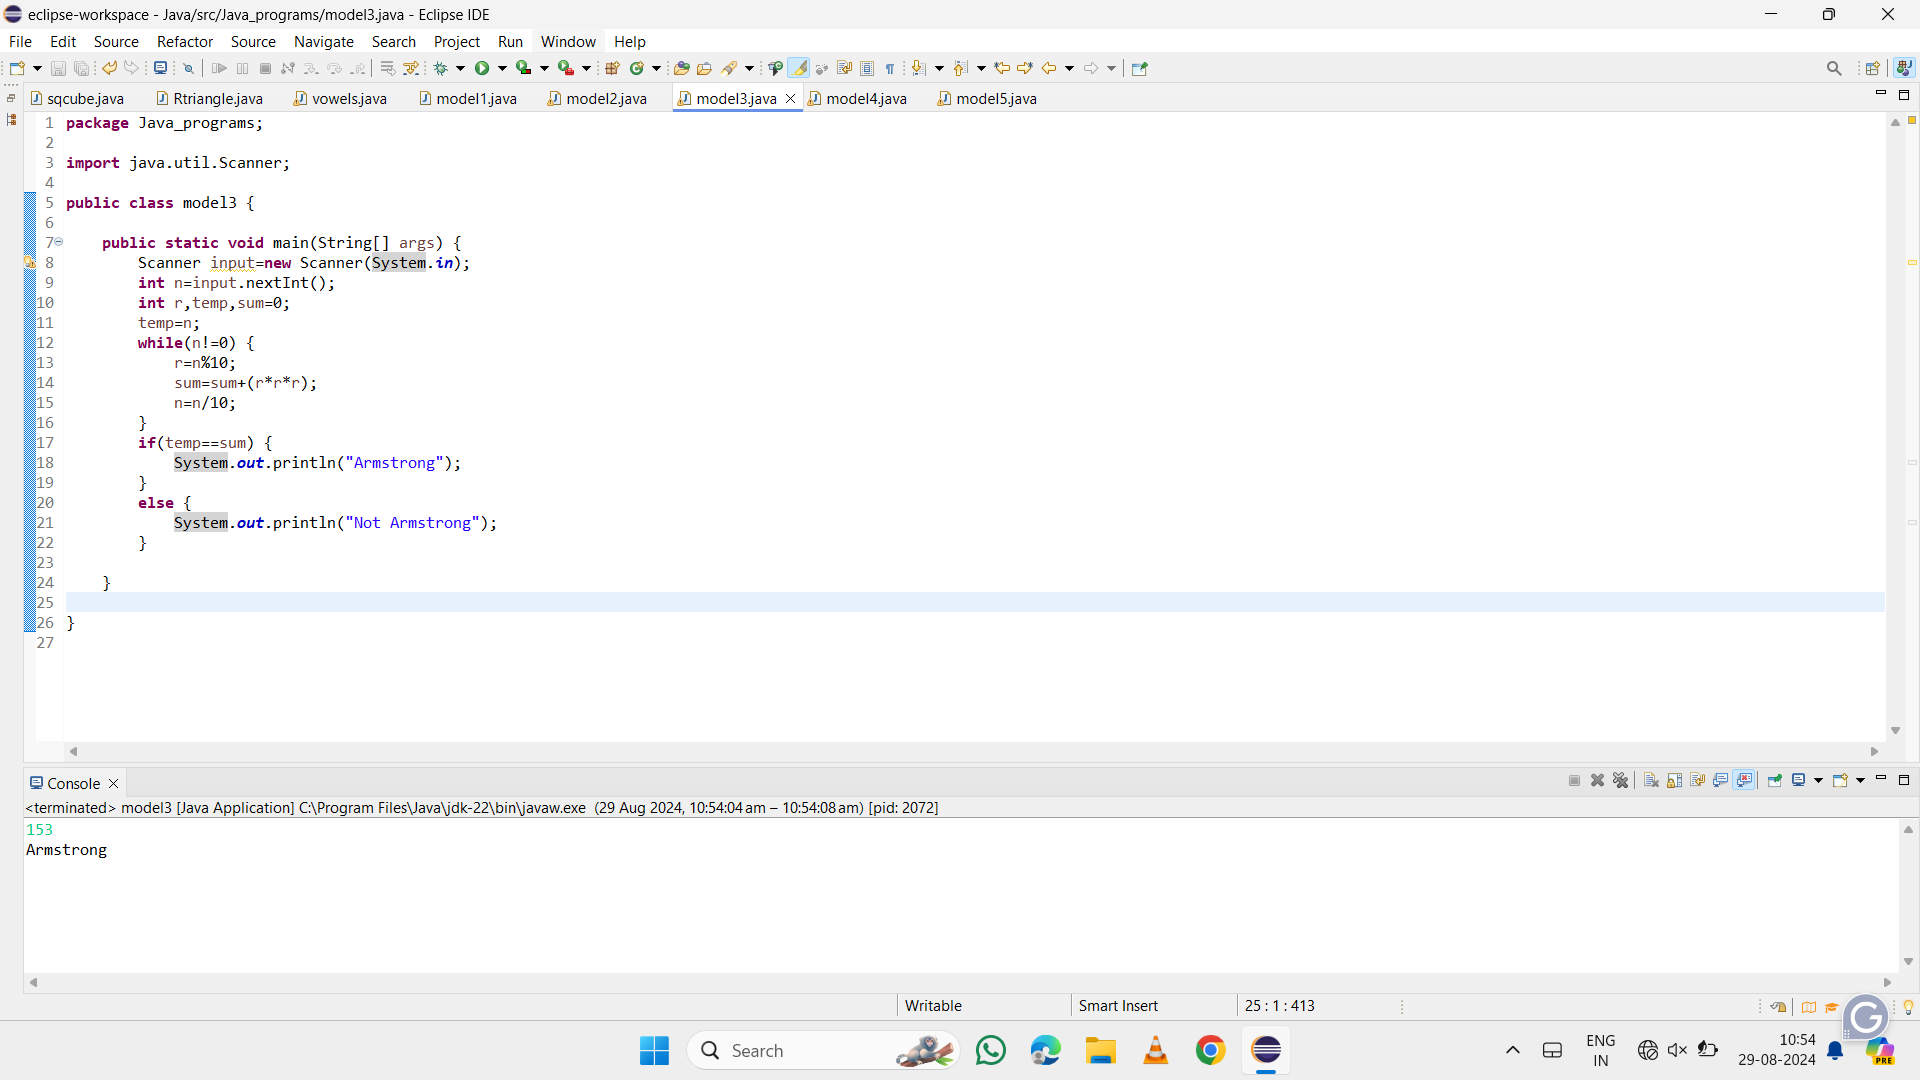 eclipse-workspace - Java/src/Java_programs/model3.java - Eclipse IDE
File Edit Source Refactor Source Navigate Search Project Run Window Help
sqcube.java Rtriangle.java vowels.java model1.java model2.java model3.java model4.java model5.java
1 package Java_programs;
2
3 import java.util.Scanner;
4
5 public class model3 {
6
7 public static void main(String[] args) {
8 Scanner input=new Scanner(System.in);
9 int n=input.nextInt();
10 int r,temp,sum=0;
11 temp=n;
12 while(n!=0) {
13 r=n%10;
14 sum=sum+(r*r*r);
15 n=n/10;
16 }
17 if(temp==sum) {
18 System.out.println("Armstrong");
19 }
20 else {
21 System.out.println("Not Armstrong");
22 }
23
24 }
25
26 }
27
Console
<terminated> model3 [Java Application] C:\Program Files\Java\jdk-22\bin\javaw.exe (29 Aug 2024, 10:54:04 am – 10:54:08 am) [pid: 2072]
153
Armstrong
Writable Smart Insert 25 : 1 : 413
Search
ENG
IN
10:54
29-08-2024
PRE